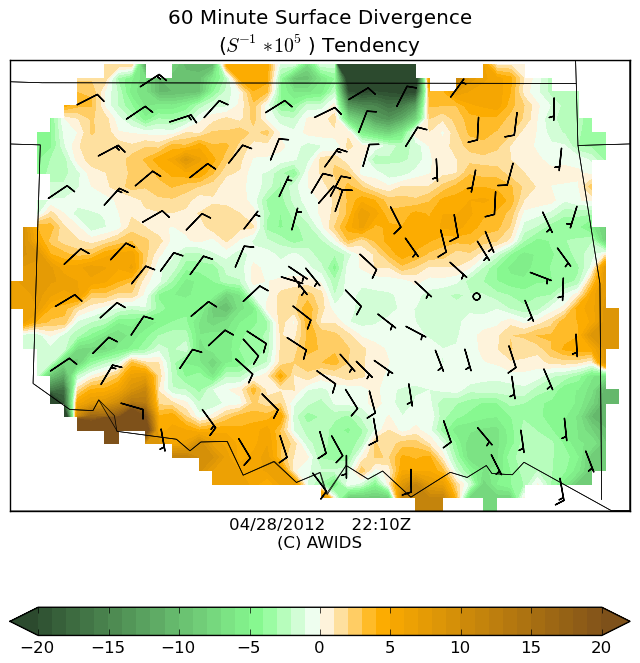 60 Minute Surface Divergence
(S⁻¹ * 10⁵ ) Tendency
04/28/2012 22:10Z
(C) AWIDS
−20 −15 −10 −5 0 5 10 15 20